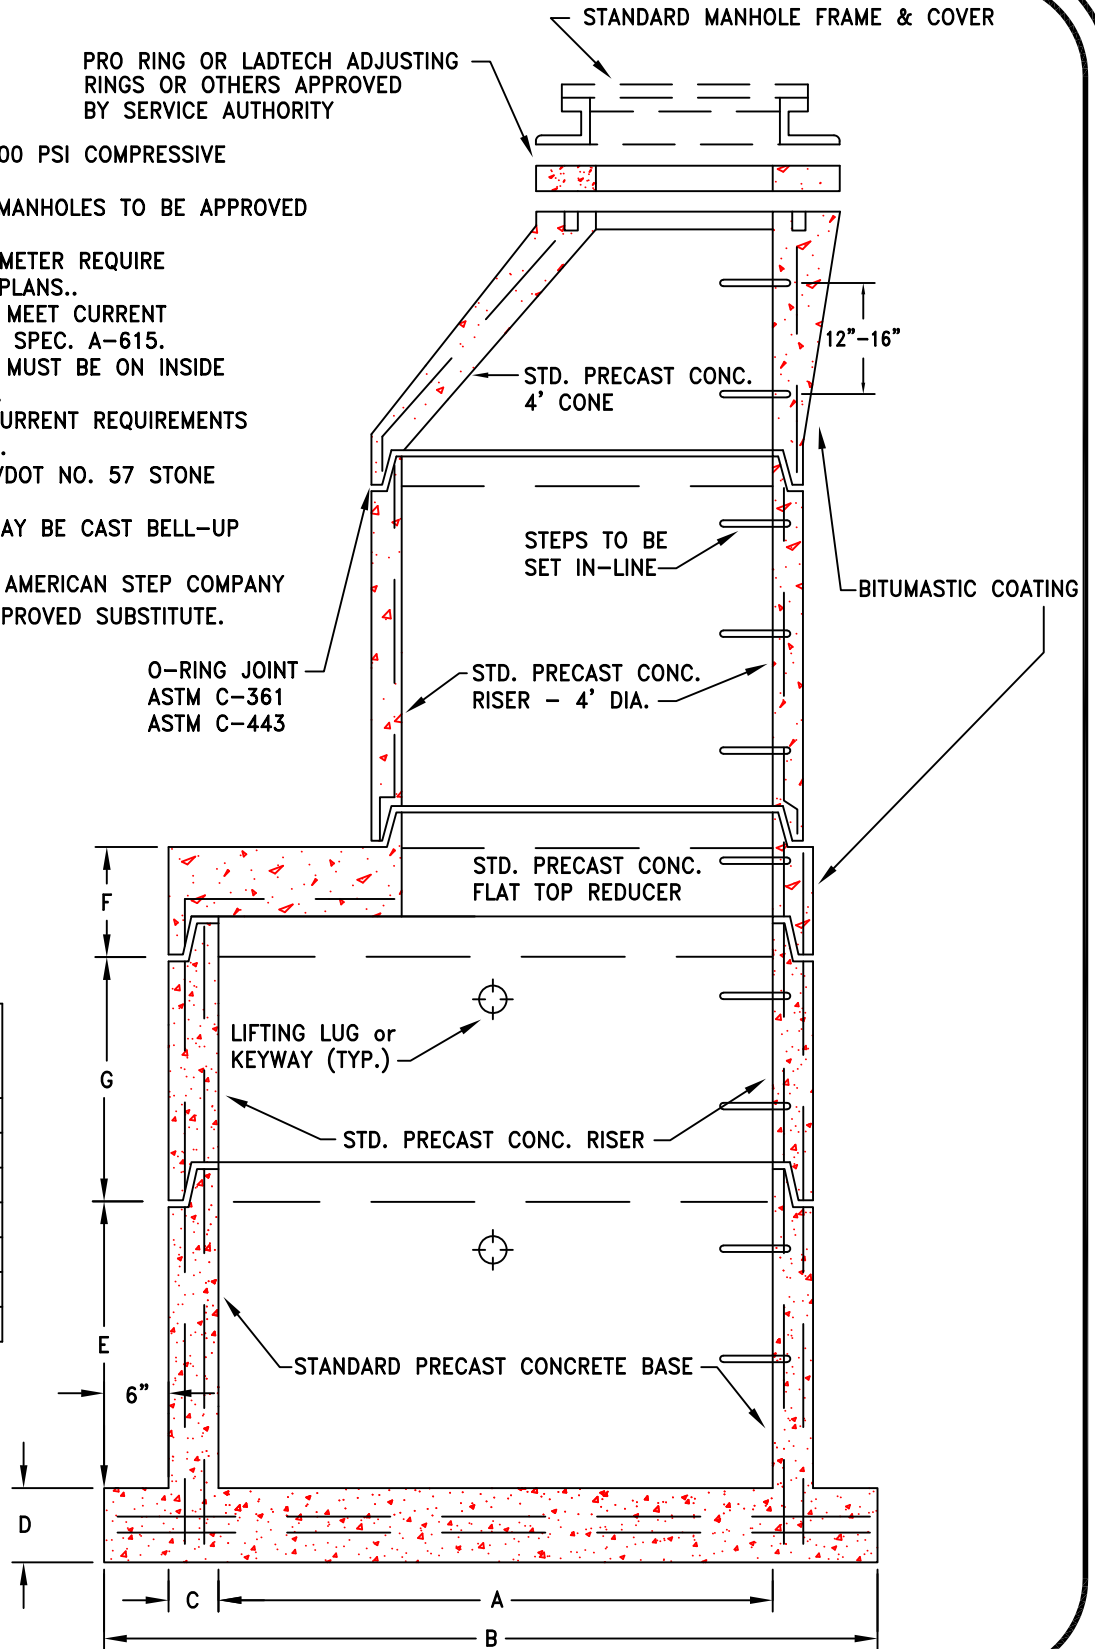 STANDARD MANHOLE FRAME & COVER
PRO RING OR LADTECH ADJUSTING
RINGS OR OTHERS APPROVED
BY SERVICE AUTHORITY
00 PSI COMPRESSIVE
MANHOLES TO BE APPROVED
METER REQUIRE
PLANS..
MEET CURRENT
SPEC. A-615.
MUST BE ON INSIDE
CURRENT REQUIREMENTS
VDOT NO. 57 STONE
AY BE CAST BELL-UP
AMERICAN STEP COMPANY
PROVED SUBSTITUTE.
12"-16"
STD. PRECAST CONC.
4' CONE
STEPS TO BE
SET IN-LINE
BITUMASTIC COATING
O-RING JOINT
ASTM C-361
ASTM C-443
STD. PRECAST CONC.
RISER - 4' DIA.
STD. PRECAST CONC.
FLAT TOP REDUCER
F
LIFTING LUG or
KEYWAY (TYP.)
G
STD. PRECAST CONC. RISER
E
STANDARD PRECAST CONCRETE BASE
6"
D
C
A
B